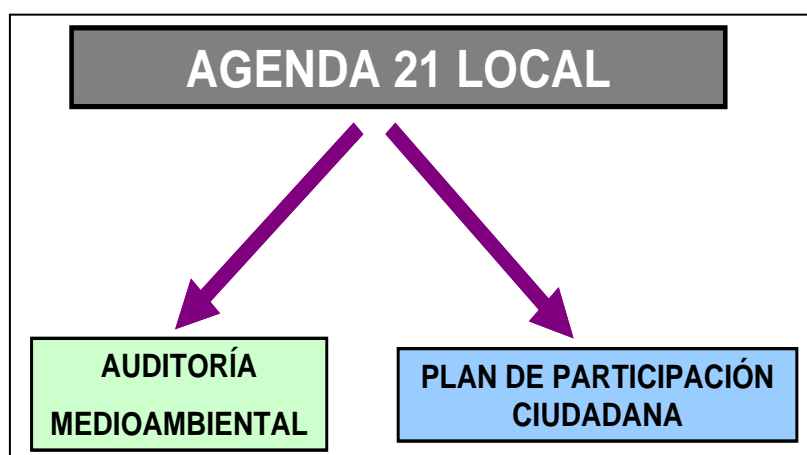 AGENDA 21 LOCAL
AUDITORÍA
MEDIOAMBIENTAL
PLAN DE PARTICIPACIÓN
CIUDADANA